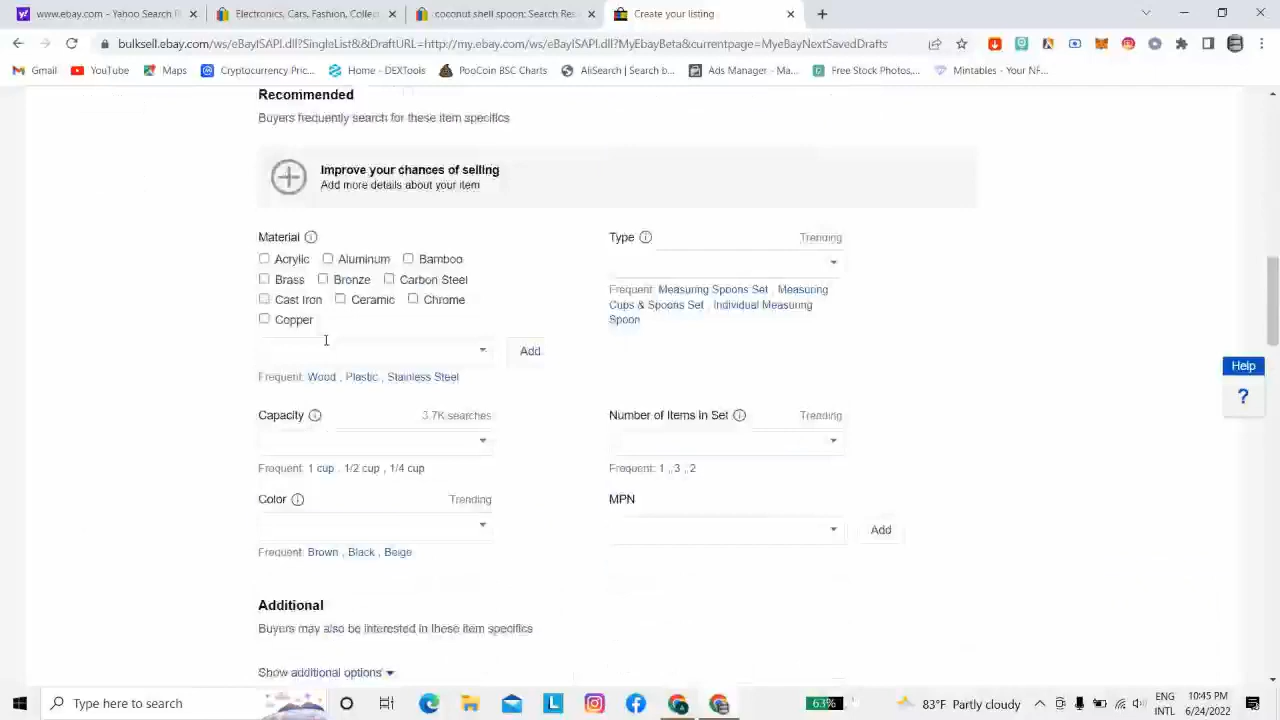 www.ebay.com - Yahoo Search R
Electronics, Cars, Fashion, Collect
coconut shell spoon: Search Res
Create your listing
bulksell.ebay.com/ws/eBayISAPI.dll?SingleList&&DraftURL=http://my.ebay.com/ws/eBayISAPI.dll?MyEbayBeta&currentpage=MyeBayNextSavedDrafts
Gmail YouTube Maps Cryptocurrency Pric... Home - DEXTools PooCoin BSC Charts AliSearch | Search b... Ads Manager - Ma... Free Stock Photos,... Mintables - Your NF...
Recommended
Buyers frequently search for these item specifics
Improve your chances of selling
Add more details about your item
Material
Acrylic Aluminum Bamboo
Brass Bronze Carbon Steel
Cast Iron Ceramic Chrome
Copper
Add
Frequent: Wood , Plastic , Stainless Steel
Type Trending
Frequent: Measuring Spoons Set , Measuring
Cups & Spoons Set , Individual Measuring
Spoon
Capacity 3.7K searches
Frequent: 1 cup , 1/2 cup , 1/4 cup
Number of Items in Set Trending
Frequent: 1 , 3 , 2
Color Trending
Frequent: Brown , Black , Beige
MPN
Add
Additional
Buyers may also be interested in these item specifics
Show additional options
Help
?
Type here to search
63%
83°F Partly cloudy
ENG
INTL
10:45 PM
6/24/2022